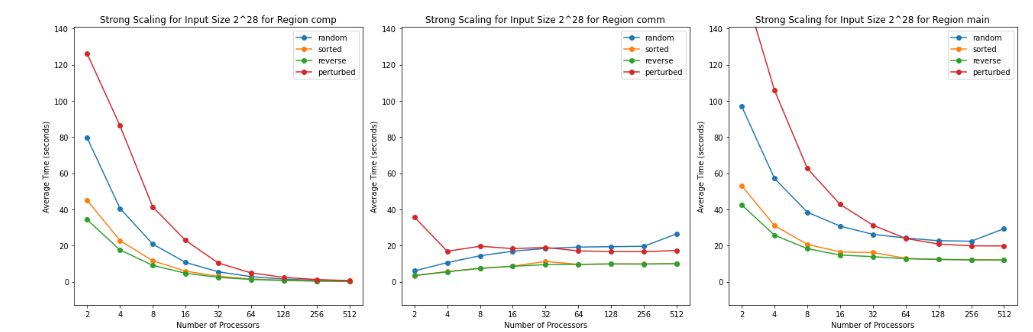 Strong Scaling for Input Size 2^28 for Region comp
Average Time (seconds)
140
120
100
80
60
40
20
0
random
sorted
reverse
perturbed
2 4 8 16 32 64 128 256 512
Number of Processors
Strong Scaling for Input Size 2^28 for Region comm
Average Time (seconds)
140
120
100
80
60
40
20
0
random
sorted
reverse
perturbed
2 4 8 16 32 64 128 256 512
Number of Processors
Strong Scaling for Input Size 2^28 for Region main
Average Time (seconds)
140
120
100
80
60
40
20
0
random
sorted
reverse
perturbed
2 4 8 16 32 64 128 256 512
Number of Processors